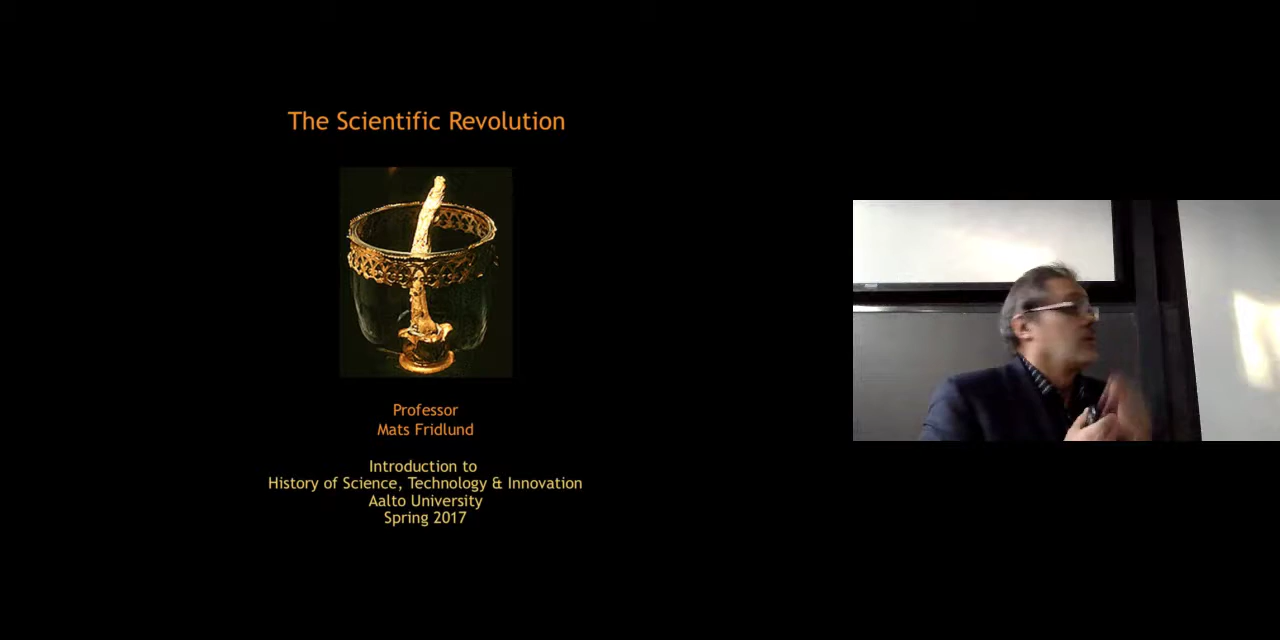 The Scientific Revolution
Professor
Mats Fridlund
Introduction to
History of Science, Technology & Innovation
Aalto University
Spring 2017